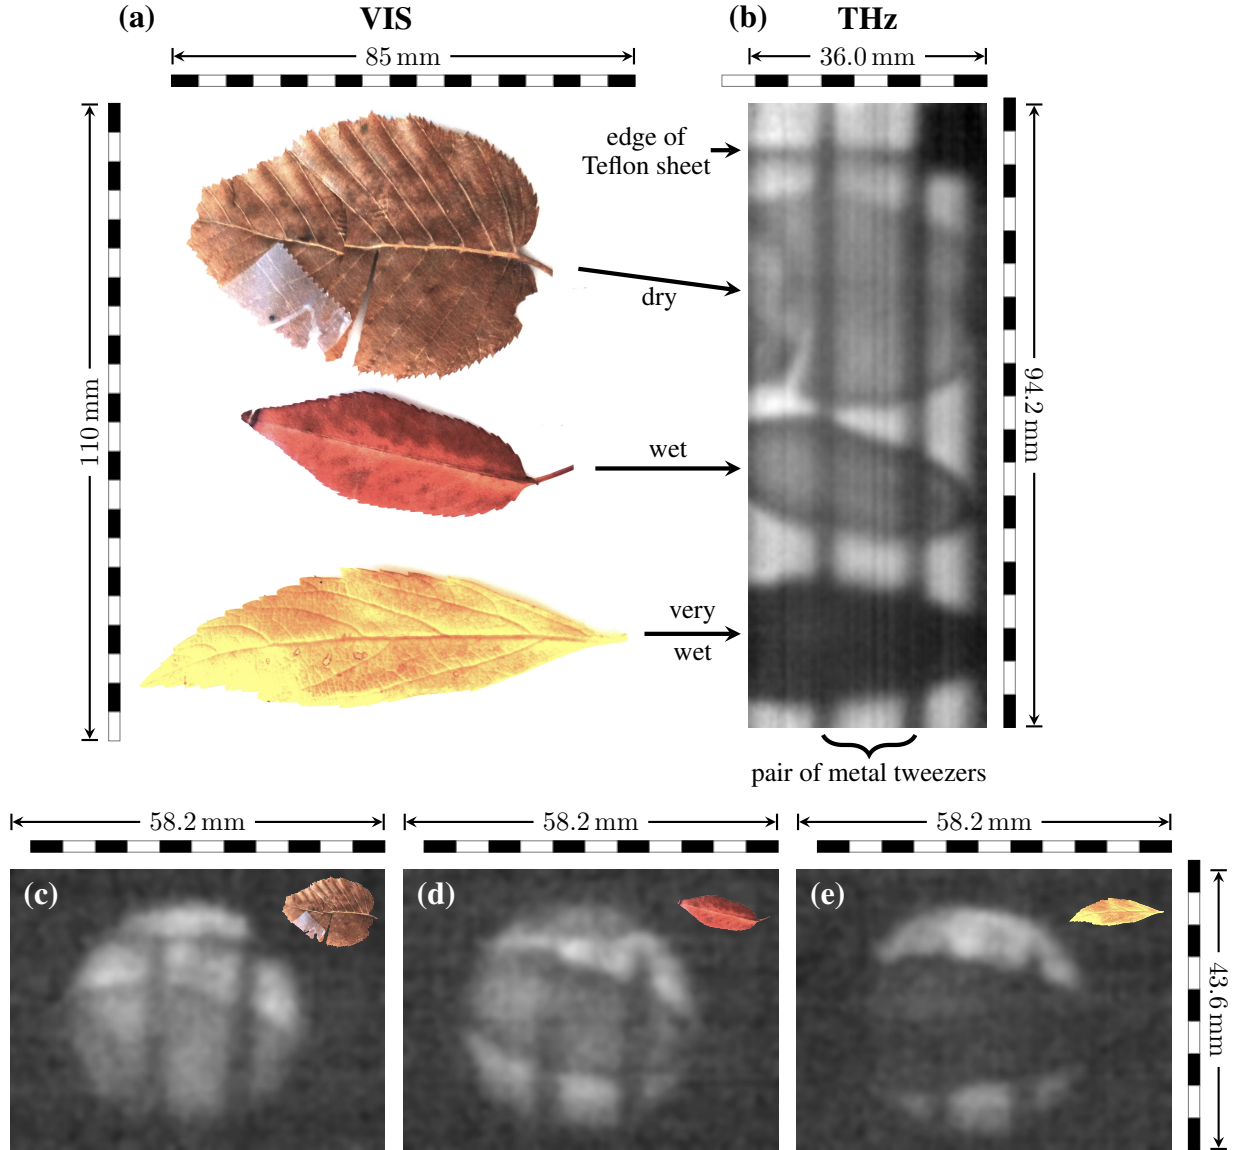 (a) VIS (b) THz
85 mm 36.0 mm
edge of
Teflon sheet
dry
110 mm
94.2 mm
wet
very
wet
pair of metal tweezers
58.2 mm 58.2 mm 58.2 mm
(c) (d) (e)
43.6 mm